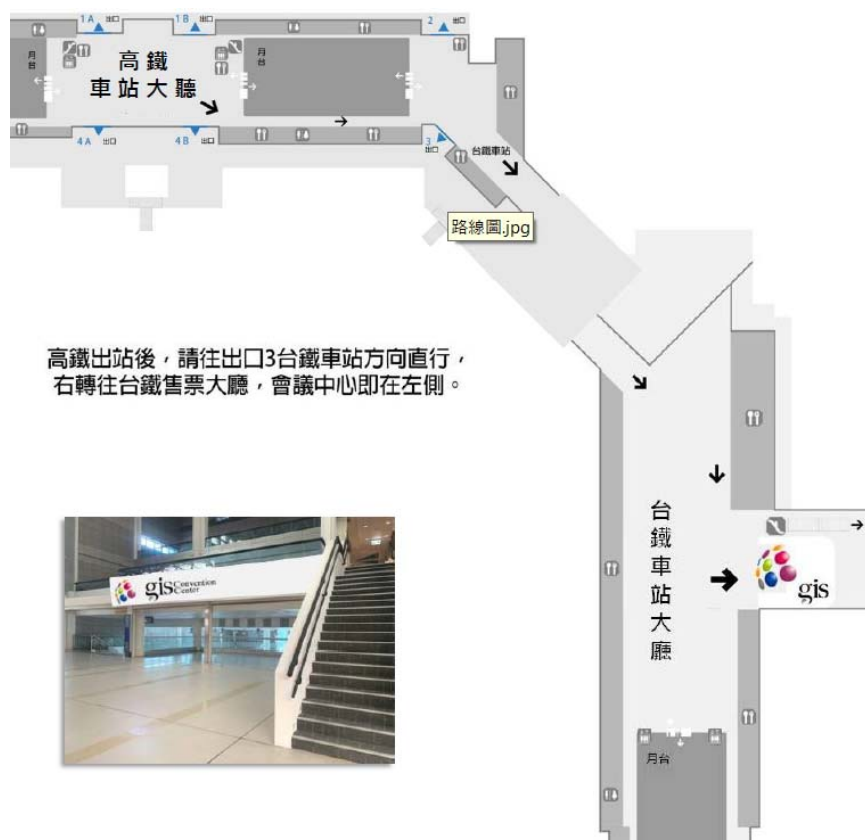 1 A 出口
1 B 出口
2 出口
月台
高鐵
車站大廳
月台
4 A 出口
4 B 出口
3 出口
台鐵車站
路線圖.jpg
高鐵出站後，請往出口3台鐵車站方向直行，
右轉往台鐵售票大廳，會議中心即在左側。
gis Convention
Center
台鐵車站大廳
gis
月台